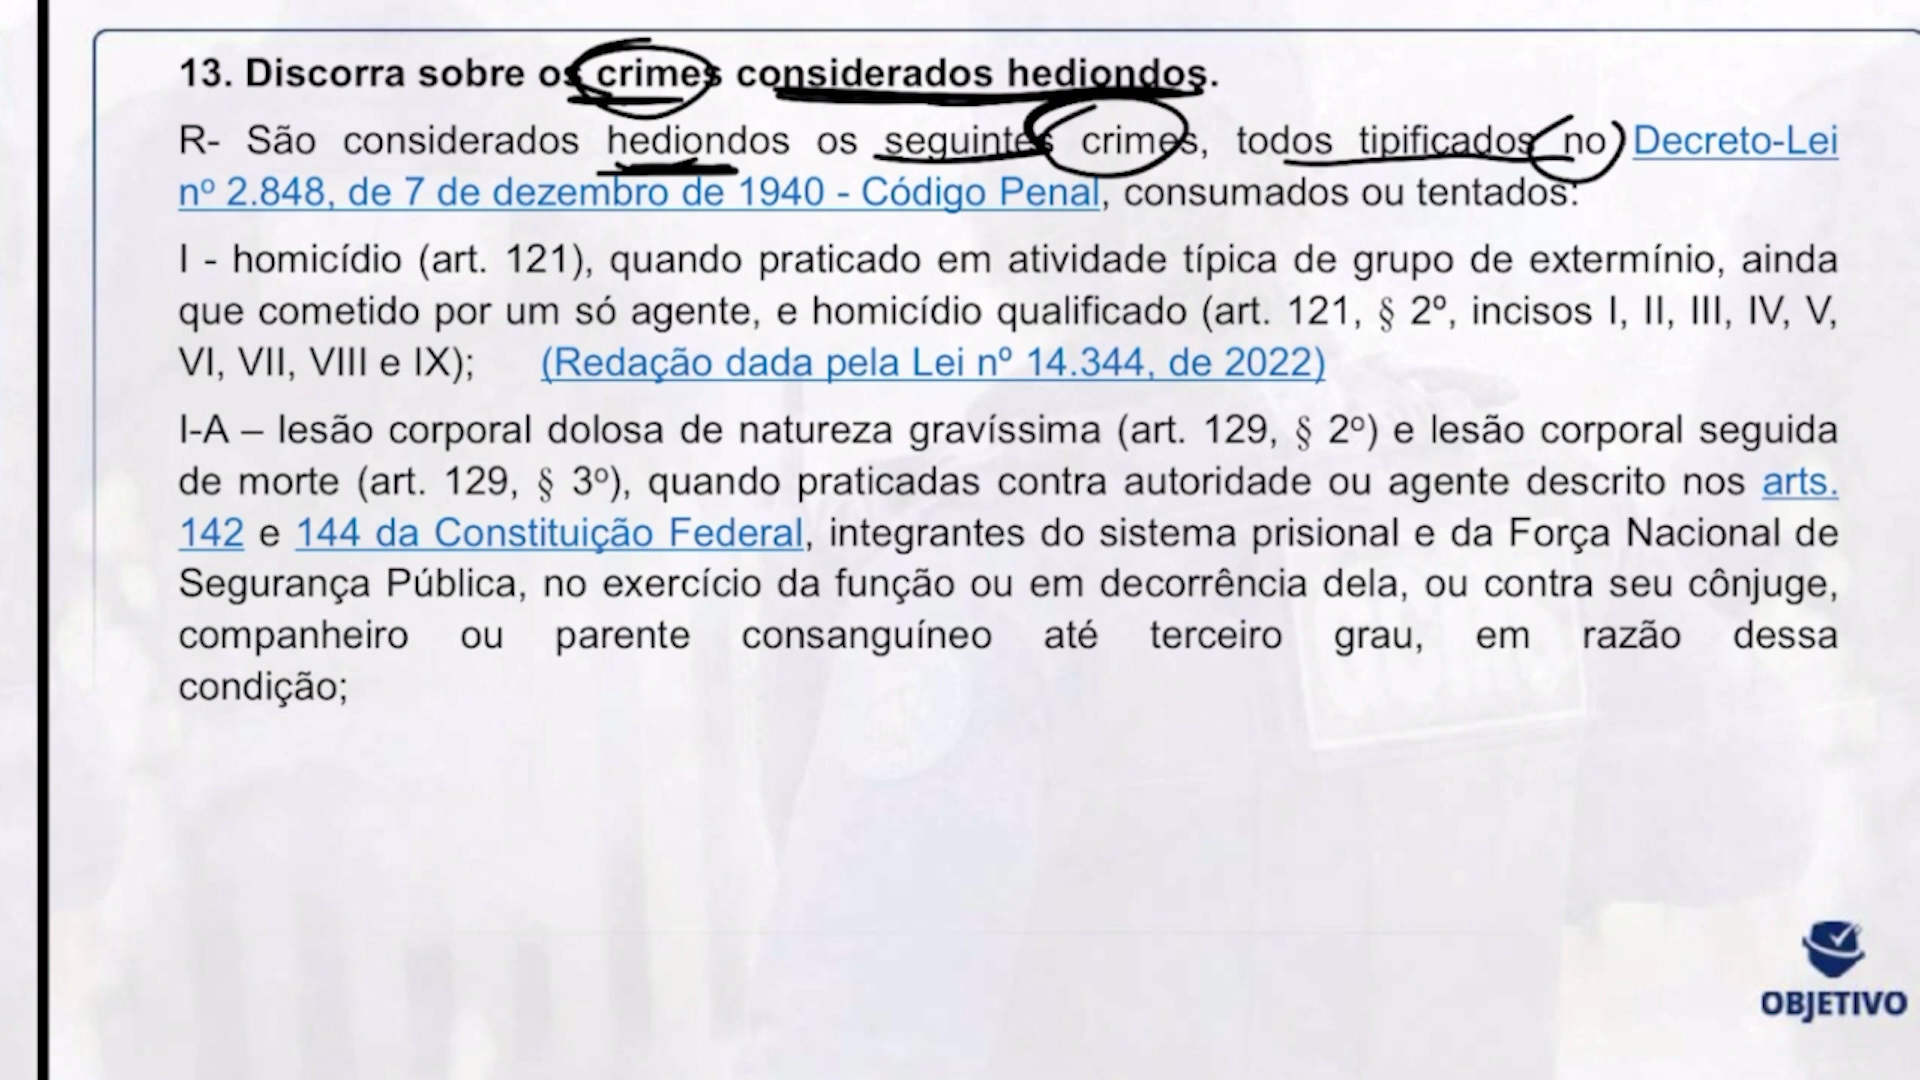 13. Discorra sobre os crimes considerados hediondos.
R- São considerados hediondos os seguintes crimes, todos tipificados no Decreto-Lei
nº 2.848, de 7 de dezembro de 1940 - Código Penal, consumados ou tentados:
I - homicídio (art. 121), quando praticado em atividade típica de grupo de extermínio, ainda
que cometido por um só agente, e homicídio qualificado (art. 121, § 2º, incisos I, II, III, IV, V,
VI, VII, VIII e IX); (Redação dada pela Lei nº 14.344, de 2022)
I-A – lesão corporal dolosa de natureza gravíssima (art. 129, § 2º) e lesão corporal seguida
de morte (art. 129, § 3º), quando praticadas contra autoridade ou agente descrito nos arts.
142 e 144 da Constituição Federal, integrantes do sistema prisional e da Força Nacional de
Segurança Pública, no exercício da função ou em decorrência dela, ou contra seu cônjuge,
companheiro ou parente consanguíneo até terceiro grau, em razão dessa
condição;
OBJETIVO